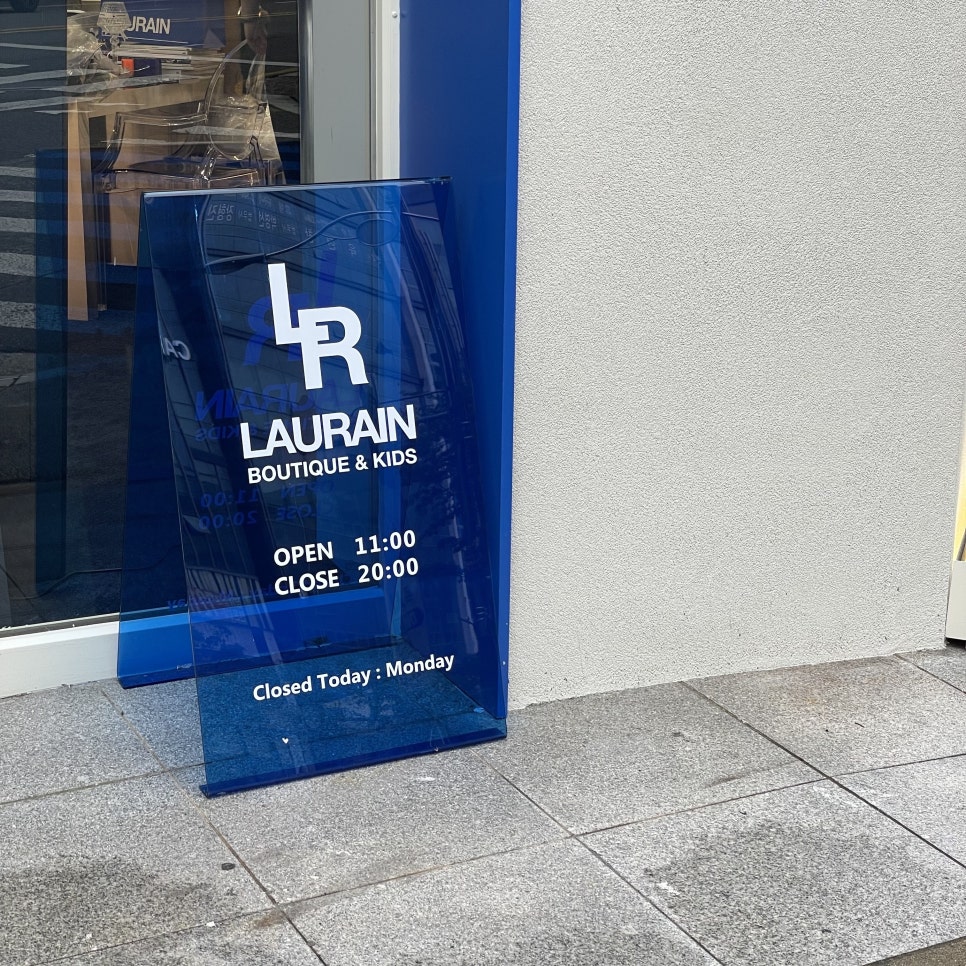 LAURAIN
LR
LAURAIN
BOUTIQUE & KIDS
OPEN 11:00
CLOSE 20:00
Closed Today : Monday